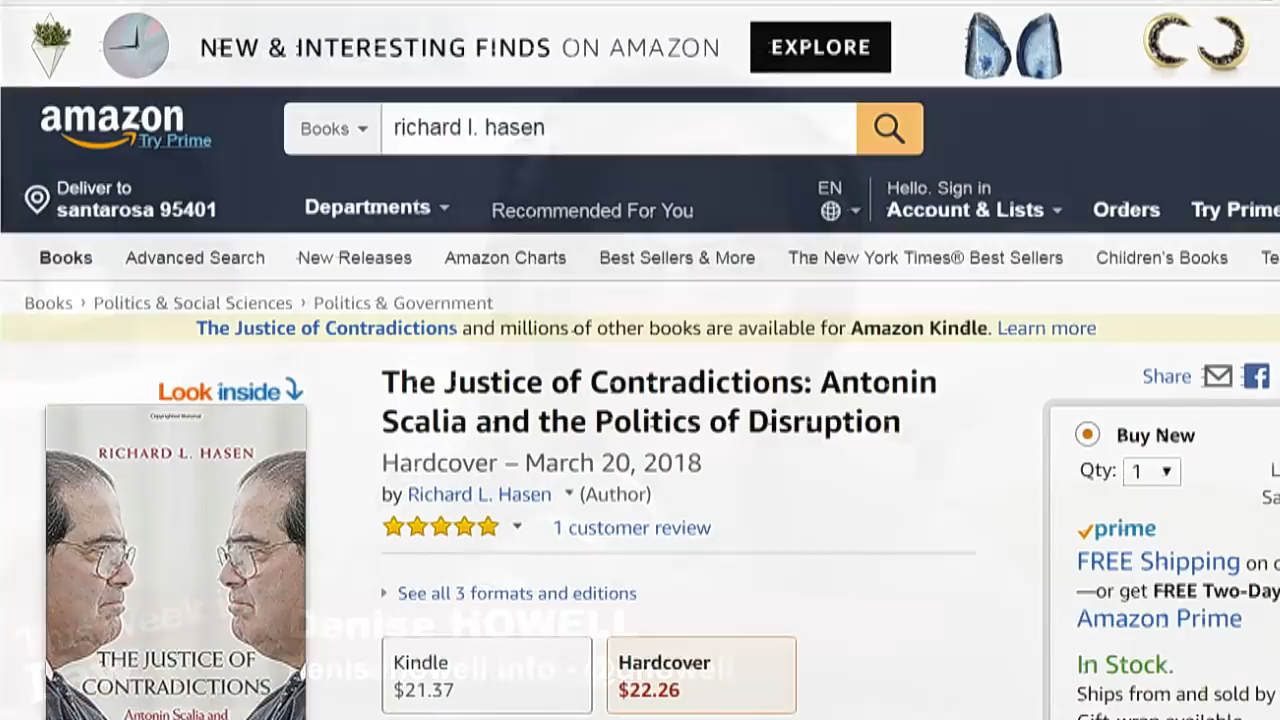 NEW & INTERESTING FINDS ON AMAZON EXPLORE
amazon
Try Prime
Books
richard l. hasen
Deliver to
santarosa 95401
Departments
Recommended For You
EN
Hello. Sign in
Account & Lists
Orders
Try Prime
Books Advanced Search New Releases Amazon Charts Best Sellers & More The New York Times® Best Sellers Children's Books Te
Books › Politics & Social Sciences › Politics & Government
The Justice of Contradictions and millions of other books are available for Amazon Kindle. Learn more
Look inside
Copyrighted Material
RICHARD L. HASEN
THE JUSTICE OF
CONTRADICTIONS
Antonin Scalia and
The Justice of Contradictions: Antonin
Scalia and the Politics of Disruption
Hardcover – March 20, 2018
by Richard L. Hasen (Author)
1 customer review
See all 3 formats and editions
Denise HOWELL
Kindle
$21.37
Hardcover
$22.26
Share
Buy New
Qty: 1
L
Sa
prime
FREE Shipping on o
—or get FREE Two-Day
Amazon Prime
In Stock.
Ships from and sold by